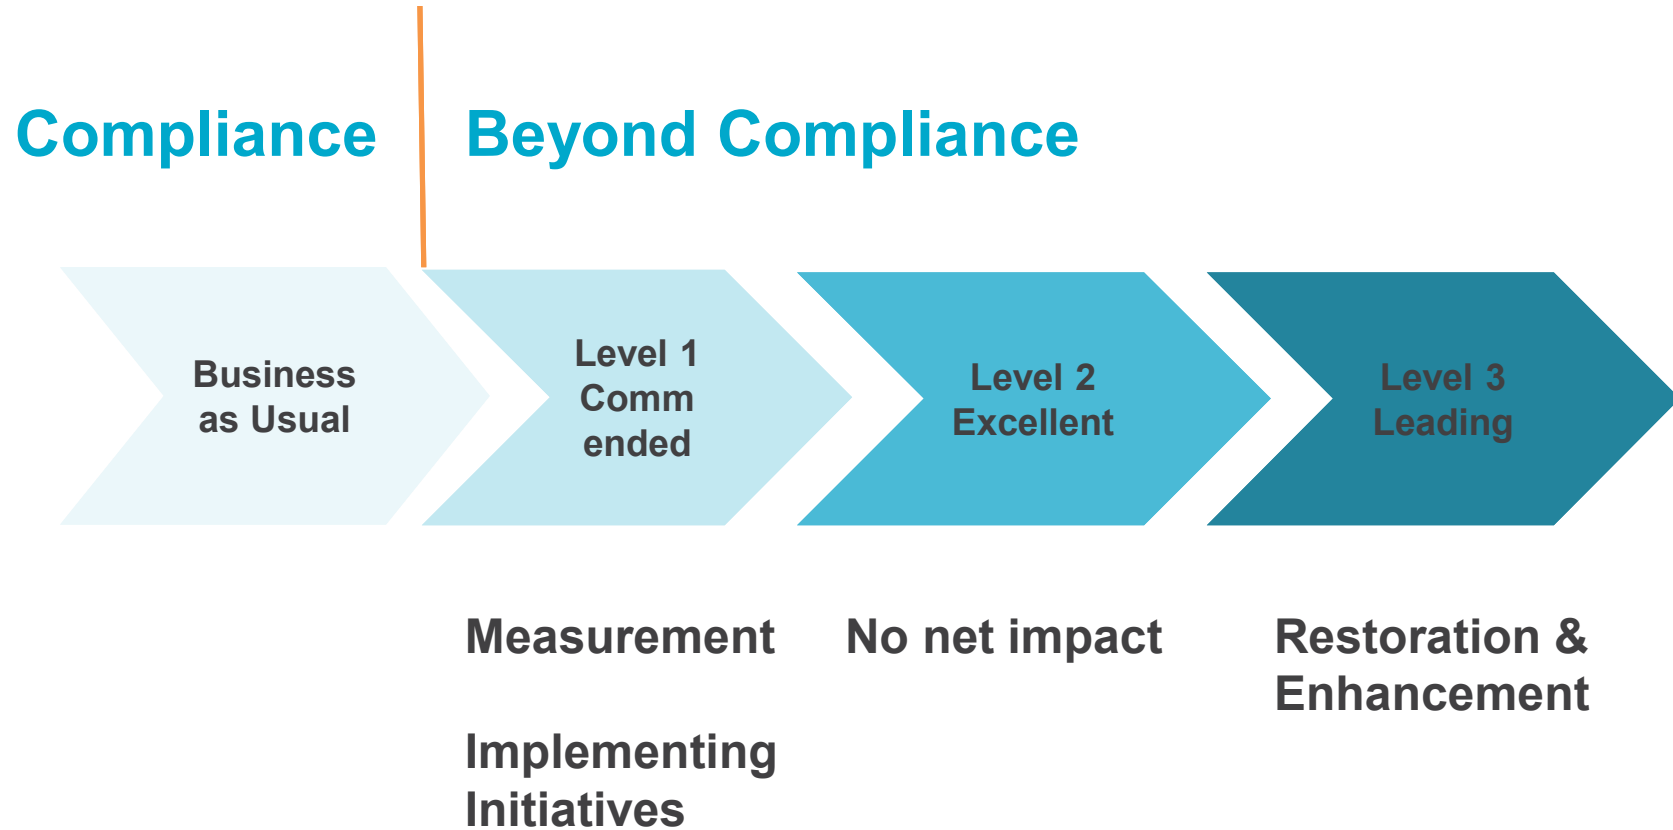 Compliance
Beyond Compliance
Business
as Usual
Level 1
Comm
ended
Level 2
Excellent
Level 3
Leading
Measurement
Implementing
Initiatives
No net impact
Restoration &
Enhancement